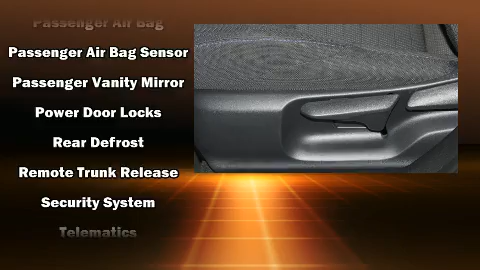 Passenger Air Bag
Passenger Air Bag Sensor
Passenger Vanity Mirror
Power Door Locks
Rear Defrost
Remote Trunk Release
Security System
Telematics